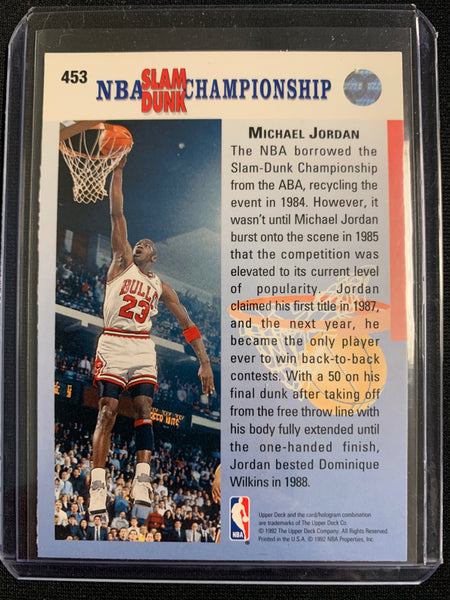 453
NBA SLAM DUNK CHAMPIONSHIP
MICHAEL JORDAN
The NBA borrowed the
Slam-Dunk Championship
from the ABA, recycling the
event in 1984. However, it
wasn't until Michael Jordan
burst onto the scene in 1985
that the competition was
elevated to its current level
of popularity. Jordan
claimed his first title in 1987,
and the next year, he
became the only player
ever to win back-to-back
contests. With a 50 on his
final dunk after taking off
from the free throw line with
his body fully extended until
the one-handed finish,
Jordan bested Dominique
Wilkins in 1988.
BULLS
23
NBA
Upper Deck and the card/hologram combination
are trademarks of The Upper Deck Co.
© 1992 The Upper Deck Company. All Rights Reserved.
Printed in the U.S.A. © 1992 NBA Properties, Inc.